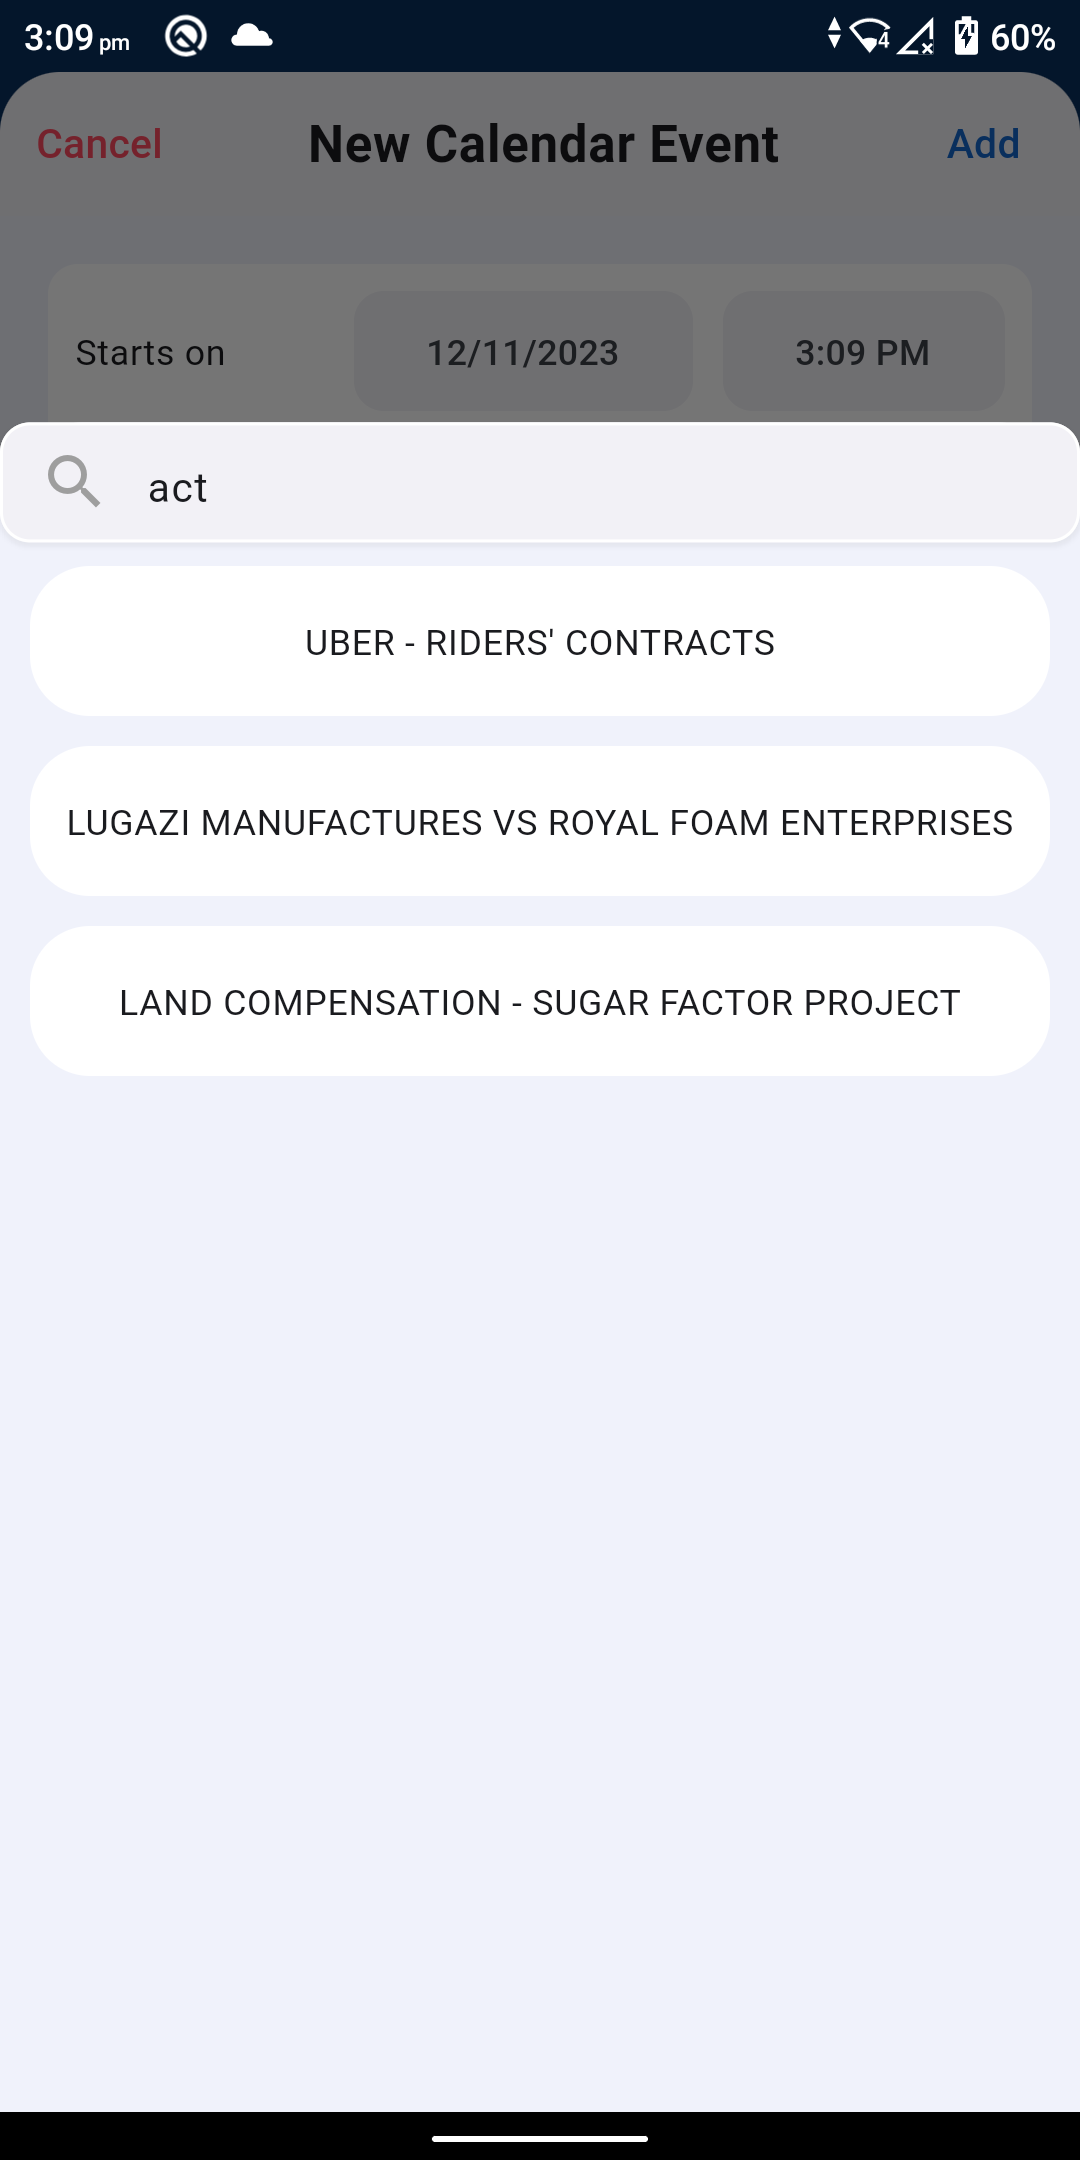 3:09 pm 4 60%
Cancel New Calendar Event Add
Starts on 12/11/2023 3:09 PM
act
UBER - RIDERS' CONTRACTS
LUGAZI MANUFACTURES VS ROYAL FOAM ENTERPRISES
LAND COMPENSATION - SUGAR FACTOR PROJECT